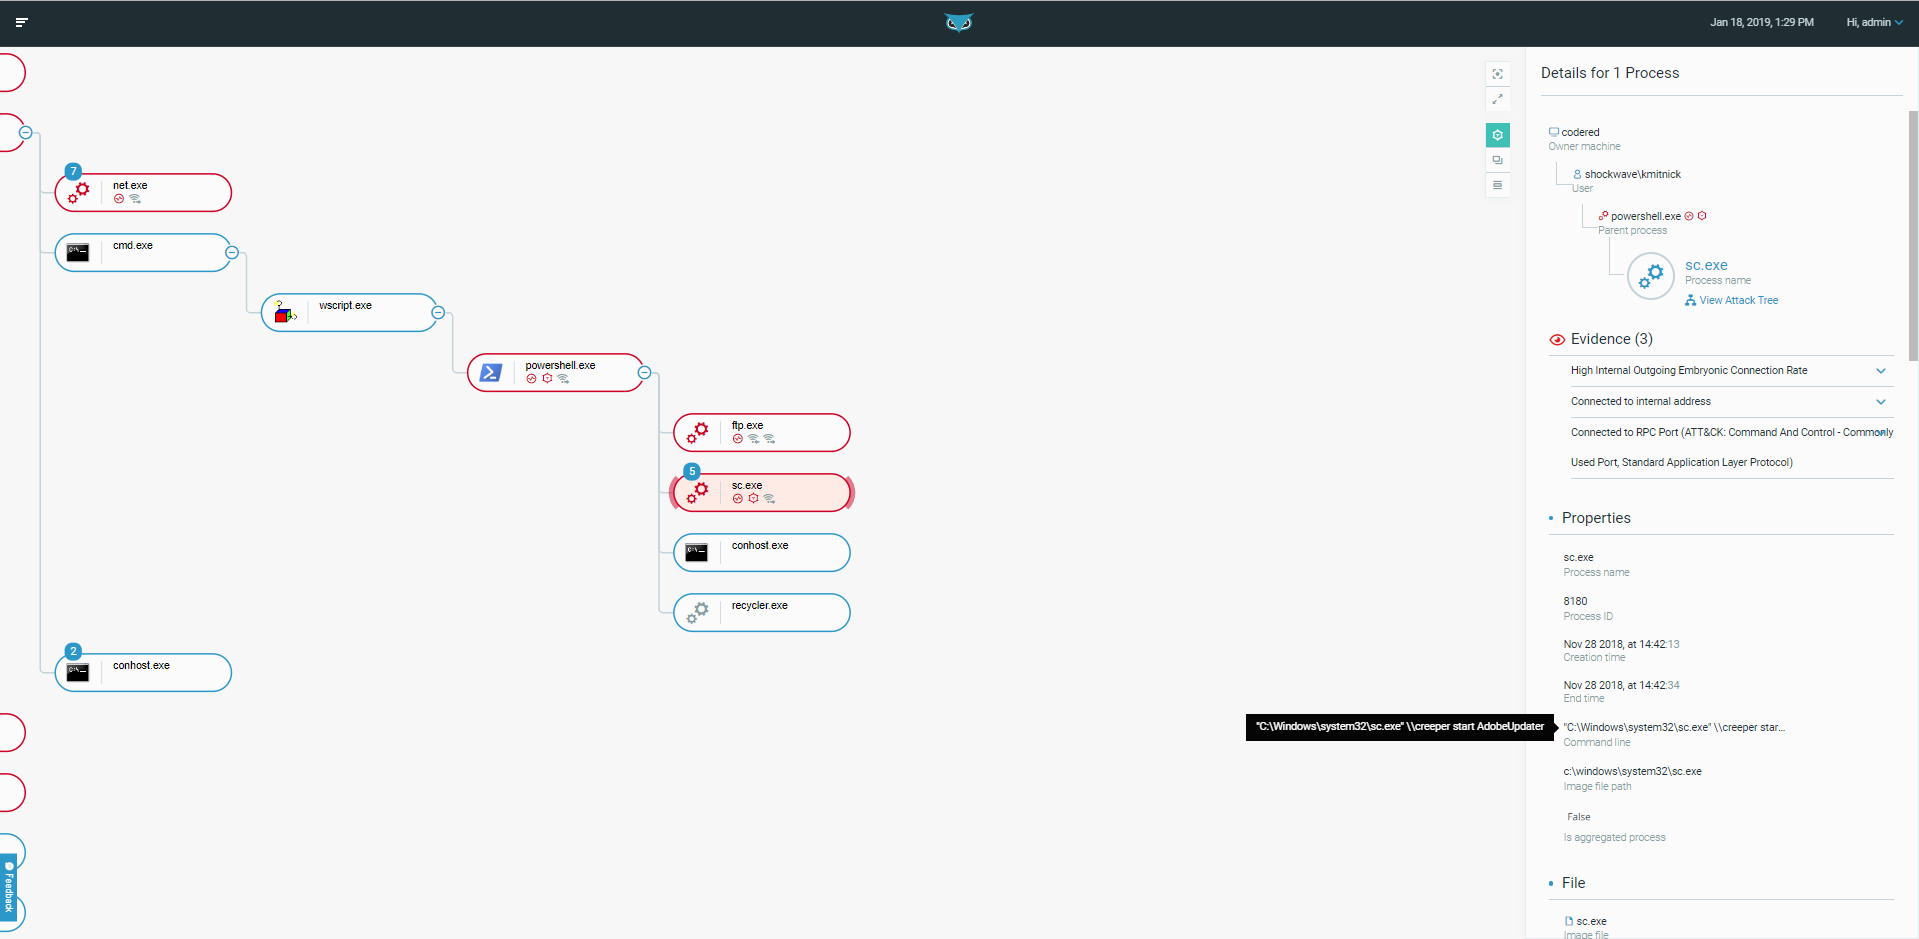 Jan 18, 2019, 1:29 PM
Hi, admin
7
net.exe
cmd.exe
wscript.exe
powershell.exe
ftp.exe
5
sc.exe
conhost.exe
recycler.exe
2
conhost.exe
Feedback
"C:\Windows\system32\sc.exe" \\creeper start AdobeUpdater
Details for 1 Process
codered
Owner machine
shockwave\kmitnick
User
powershell.exe
Parent process
sc.exe
Process name
View Attack Tree
Evidence (3)
High Internal Outgoing Embryonic Connection Rate
Connected to internal address
Connected to RPC Port (ATT&CK: Command And Control - Commonly
Used Port, Standard Application Layer Protocol)
Properties
sc.exe
Process name
8180
Process ID
Nov 28 2018, at 14:42:13
Creation time
Nov 28 2018, at 14:42:34
End time
"C:\Windows\system32\sc.exe" \\creeper star...
Command line
c:\windows\system32\sc.exe
Image file path
False
Is aggregated process
File
sc.exe
Image file